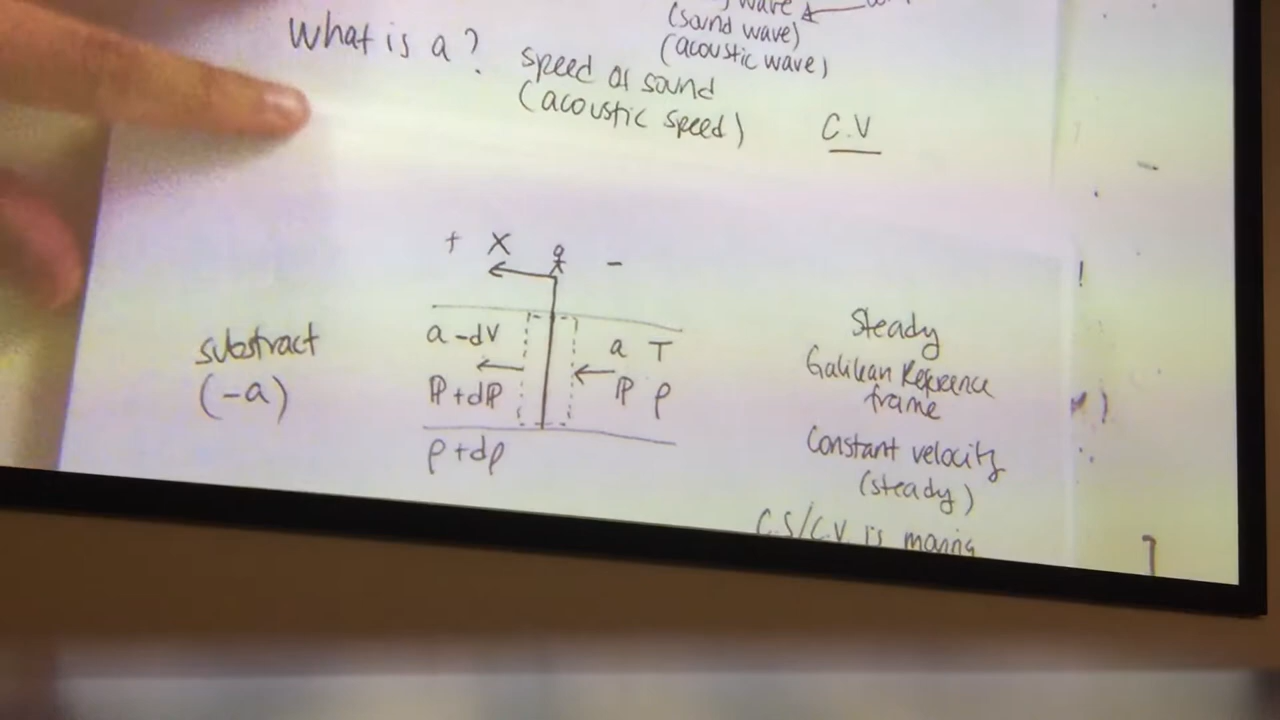 wave
(sound wave)
(acoustic wave)
What is a?
speed of sound
(acoustic speed)
C.V
+ X -
substract
(-a)
a-dV
P+dP
ρ+dρ
a T
P ρ
Steady
Galilean Reference
frame
Constant velocity
(steady)
C.S/C.V is moving